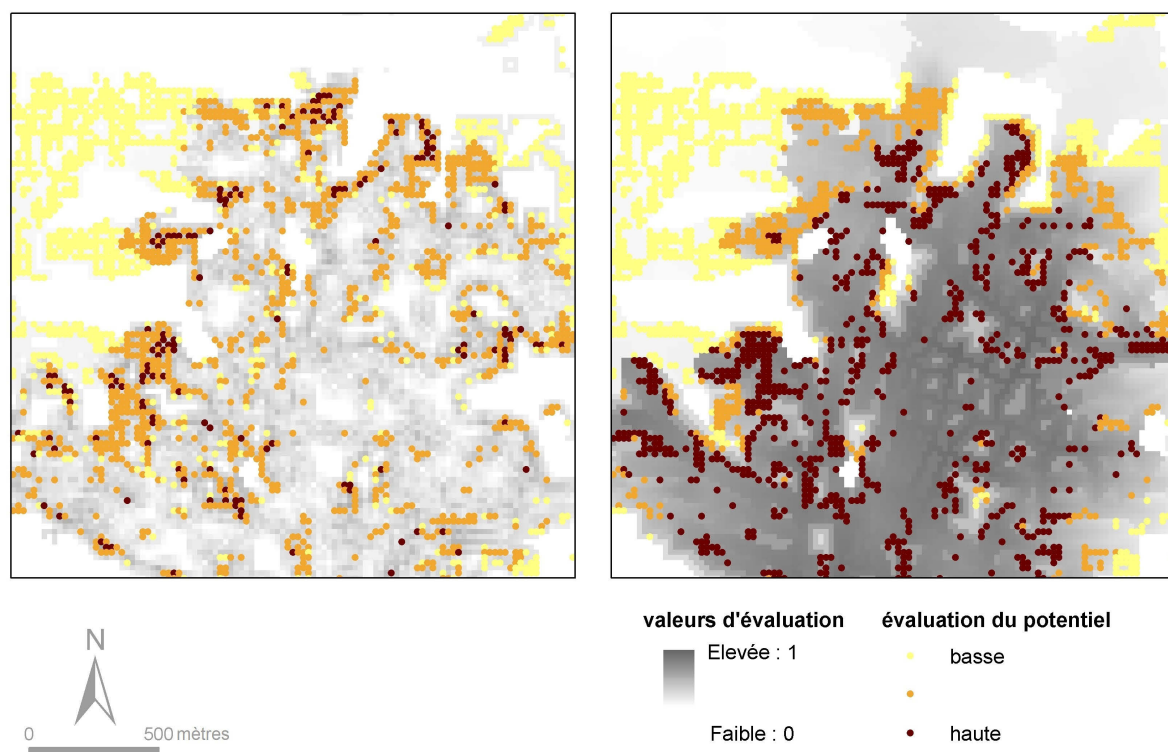 valeurs d'évaluation
Elevée : 1
Faible : 0
évaluation du potentiel
basse
haute
N
0 500 mètres